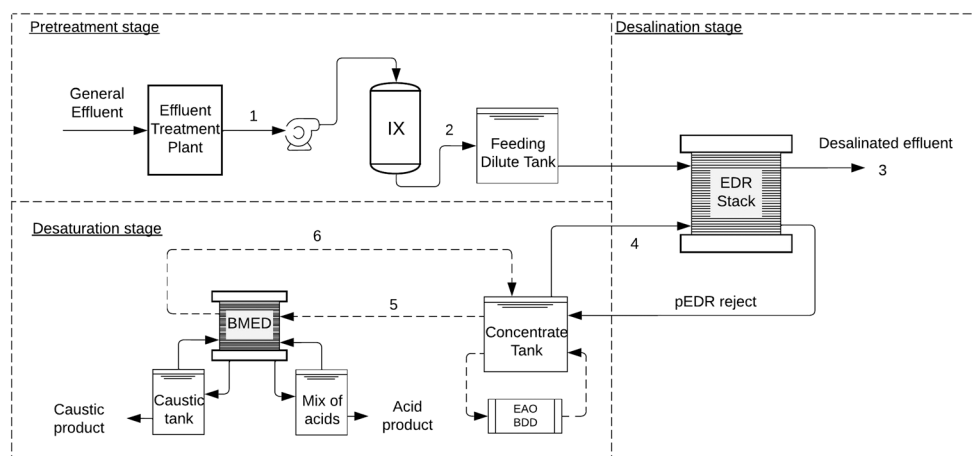 Pretreatment stage
Desalination stage
General
Effluent
Effluent
Treatment
Plant
1
IX
2
Feeding
Dilute Tank
EDR
Stack
Desalinated effluent
3
Desaturation stage
6
4
5
pEDR reject
BMED
Concentrate
Tank
Caustic
tank
Mix of
acids
Caustic
product
Acid
product
EAO
BDD